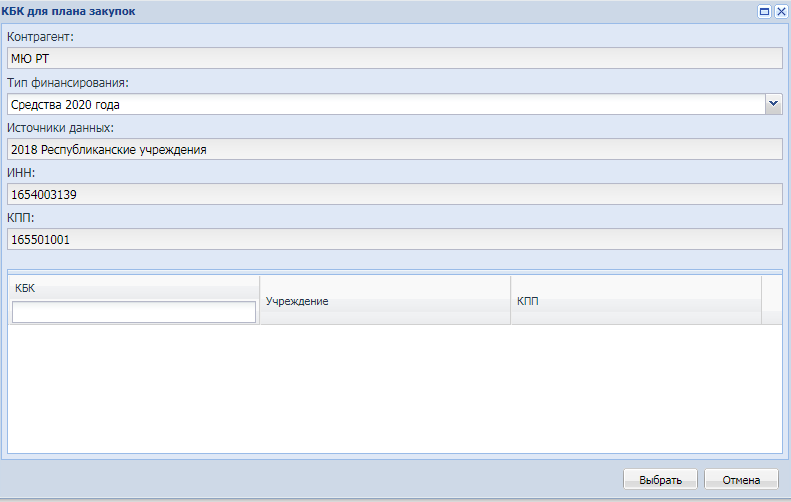 КБК для плана закупок
Контрагент:
МЮ РТ
Тип финансирования:
Средства 2020 года
Источники данных:
2018 Республиканские учреждения
ИНН:
1654003139
КПП:
165501001
КБК
Учреждение
КПП
Выбрать
Отмена